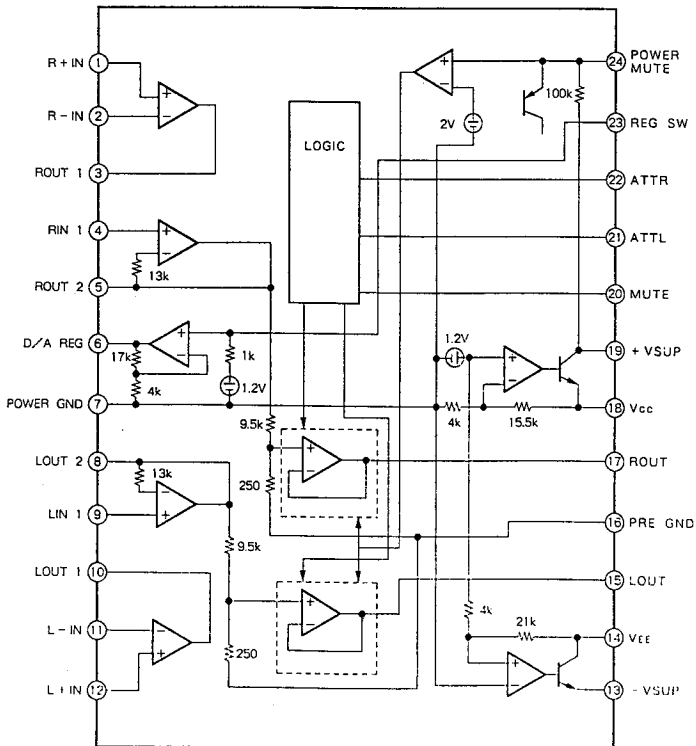 R+IN 1
R-IN 2
ROUT 1 3
RIN 1 4
ROUT 2 5
D/A REG 6
POWER GND 7
LOUT 2 8
LIN 1 9
LOUT 1 10
L-IN 11
L+IN 12
24 POWER MUTE
23 REG SW
22 ATTR
21 ATTL
20 MUTE
19 + VSUP
18 Vcc
17 ROUT
16 PRE GND
15 LOUT
14 VEE
13 - VSUP
LOGIC
2V
100k
13k
17k
4k
1k
1.2V
9.5k
250
13k
9.5k
250
1.2V
4k
15.5k
4k
21k
+
-
+
-
+
-
+
-
+
-
+
-
+
-
-
+
+
-
-
+
+
-